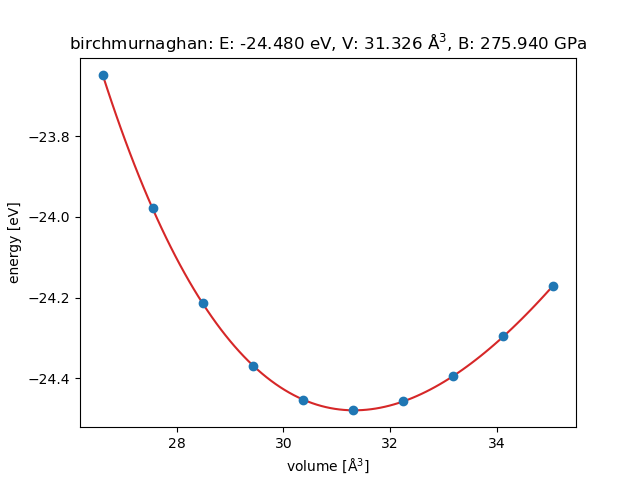 birchmurnaghan: E: -24.480 eV, V: 31.326 Å³, B: 275.940 GPa
−23.8
−24.0
−24.2
−24.4
energy [eV]
28
30
32
34
volume [Å³]